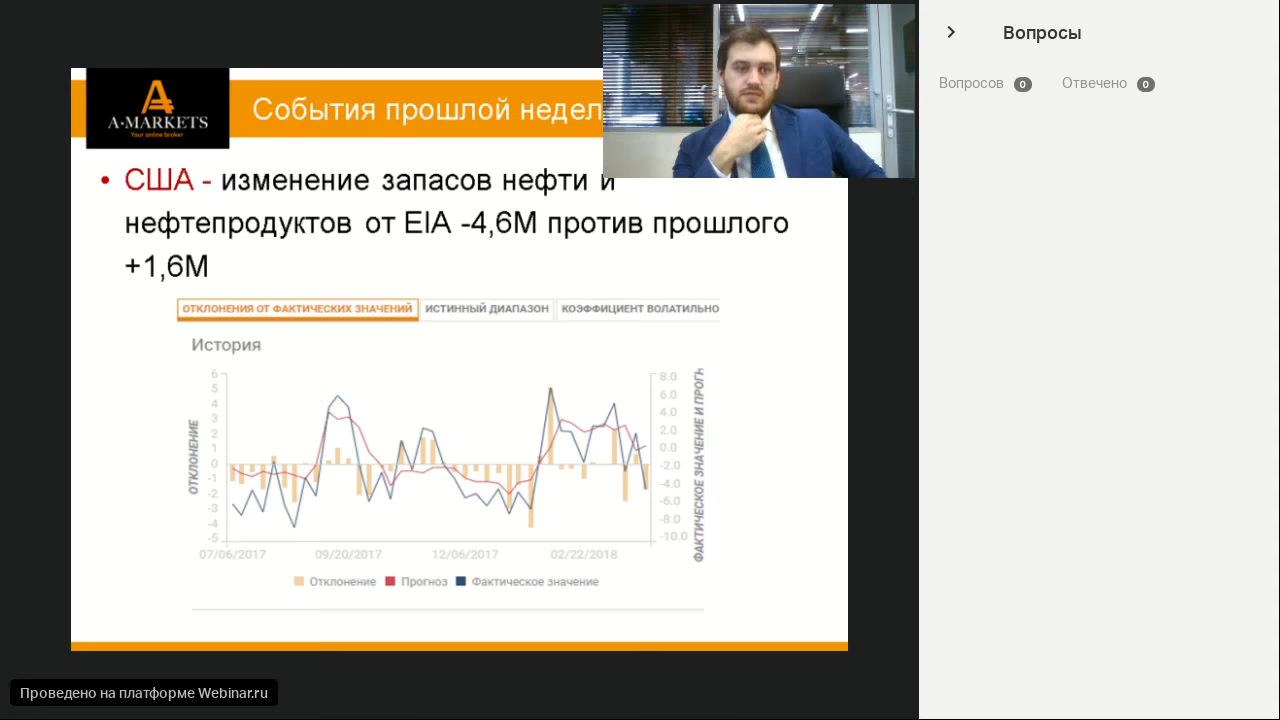 A-MARKETS
Your online broker
События прошлой недел
• США - изменение запасов нефти и
нефтепродуктов от EIA -4,6М против прошлого
+1,6М
ОТКЛОНЕНИЯ ОТ ФАКТИЧЕСКИХ ЗНАЧЕНИЙ ИСТИННЫЙ ДИАПАЗОН КОЭФФИЦИЕНТ ВОЛАТИЛЬНО
История
ОТКЛОНЕНИЕ
6
5
4
3
2
1
0
-1
-2
-3
-4
-5
8.0
6.0
4.0
2.0
0.0
-2.0
-4.0
-6.0
-8.0
-10.0
ФАКТИЧЕСКОЕ ЗНАЧЕНИЕ И ПРОГН
07/06/2017 09/20/2017 12/06/2017 02/22/2018
Отклонение Прогноз Фактическое значение
Проведено на платформе Webinar.ru
Вопросы
Вопросов 0 Отвечено 0